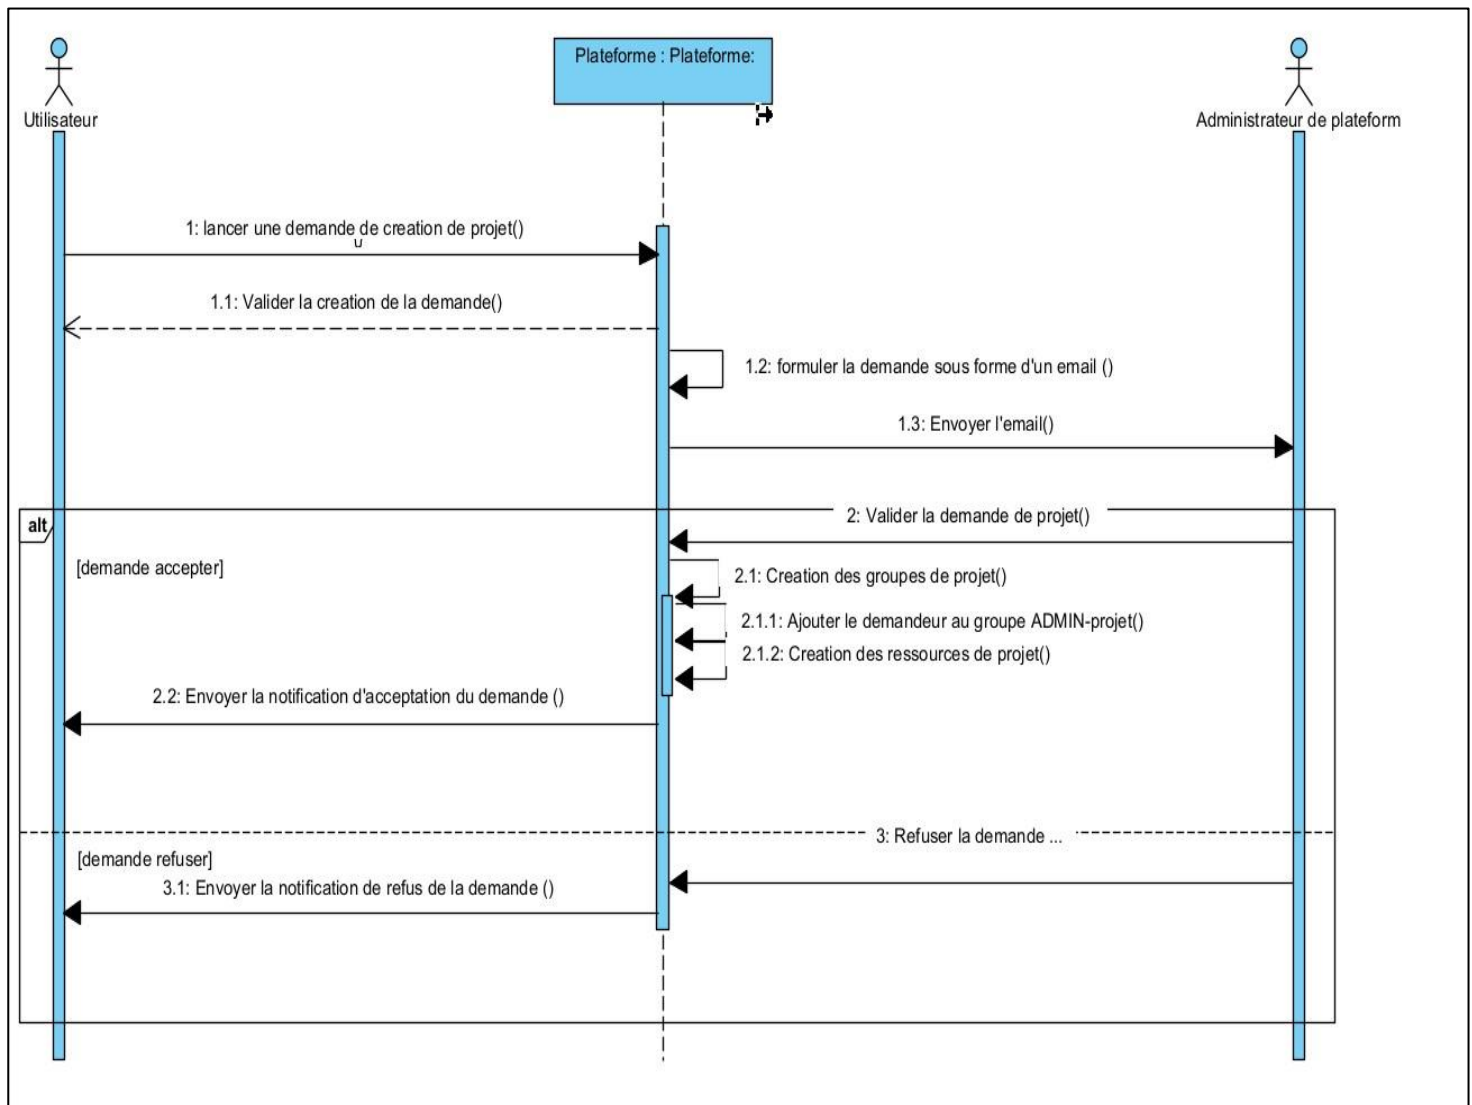 Utilisateur
Plateforme : Plateforme:
Administrateur de plateform
1: lancer une demande de creation de projet()
1.1: Valider la creation de la demande()
1.2: formuler la demande sous forme d'un email ()
1.3: Envoyer l'email()
alt
2: Valider la demande de projet()
[demande accepter]
2.1: Creation des groupes de projet()
2.1.1: Ajouter le demandeur au groupe ADMIN-projet()
2.1.2: Creation des ressources de projet()
2.2: Envoyer la notification d'acceptation du demande ()
3: Refuser la demande ...
[demande refuser]
3.1: Envoyer la notification de refus de la demande ()